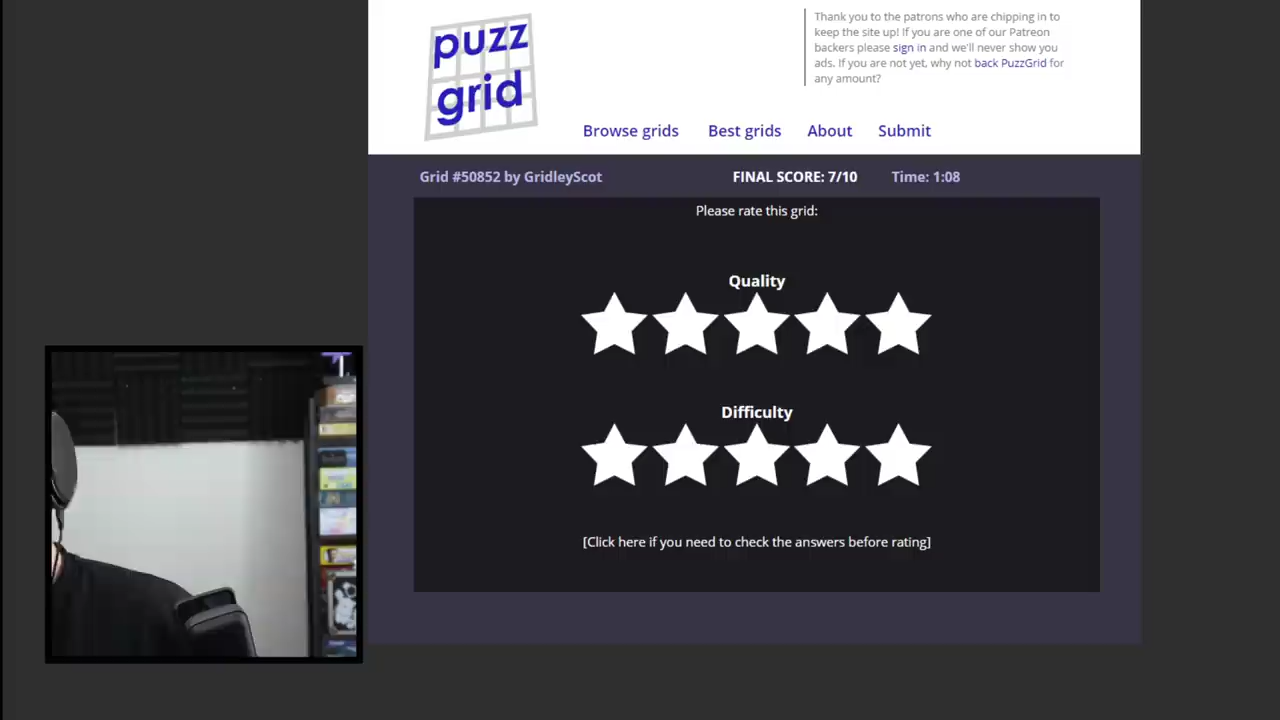 puzz
grid
Thank you to the patrons who are chipping in to
keep the site up! If you are one of our Patreon
backers please sign in and we'll never show you
ads. If you are not yet, why not back PuzzGrid for
any amount?
Browse grids Best grids About Submit
Grid #50852 by GridleyScot FINAL SCORE: 7/10 Time: 1:08
Please rate this grid:
Quality
Difficulty
[Click here if you need to check the answers before rating]